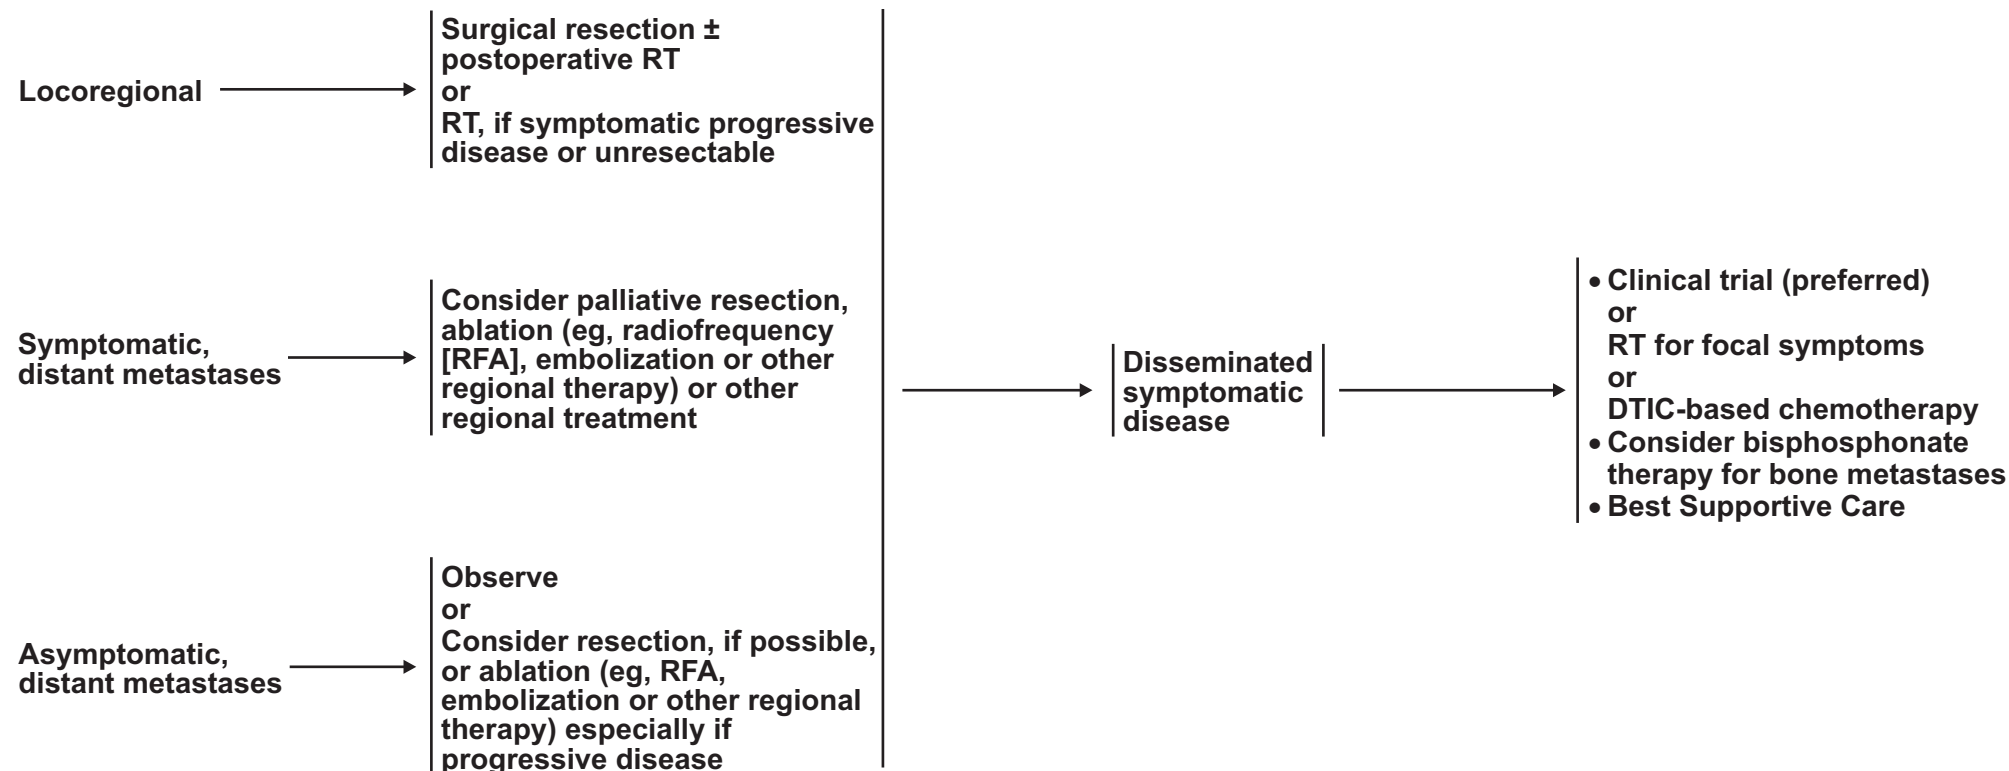 Locoregional
Surgical resection ±
postoperative RT
or
RT, if symptomatic progressive
disease or unresectable
Symptomatic,
distant metastases
Consider palliative resection,
ablation (eg, radiofrequency
[RFA], embolization or other
regional therapy) or other
regional treatment
Asymptomatic,
distant metastases
Observe
or
Consider resection, if possible,
or ablation (eg, RFA,
embolization or other regional
therapy) especially if
progressive disease
Disseminated
symptomatic
disease
• Clinical trial (preferred)
or
RT for focal symptoms
or
DTIC-based chemotherapy
• Consider bisphosphonate
therapy for bone metastases
• Best Supportive Care